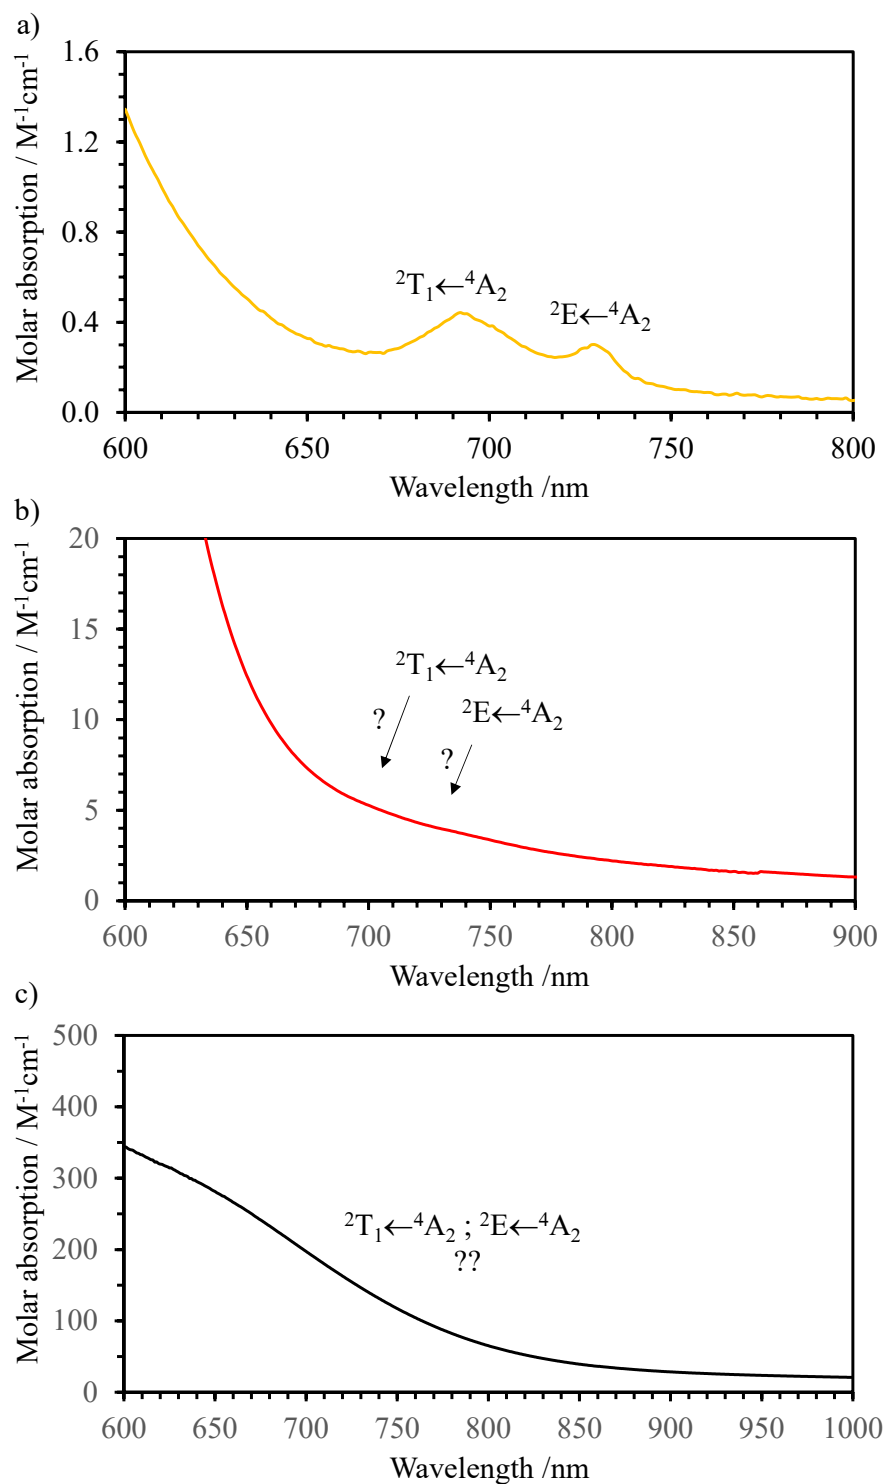 a)
Molar absorption / M⁻¹cm⁻¹
1.6
1.2
0.8
0.4
0.0
²T₁←⁴A₂
²E←⁴A₂
600 650 700 750 800
Wavelength /nm
b)
Molar absorption / M⁻¹cm⁻¹
20
15
10
5
0
²T₁←⁴A₂
? ²E←⁴A₂
?
600 650 700 750 800 850 900
Wavelength /nm
c)
Molar absorption / M⁻¹cm⁻¹
500
400
300
200
100
0
²T₁←⁴A₂ ; ²E←⁴A₂
??
600 650 700 750 800 850 900 950 1000
Wavelength /nm